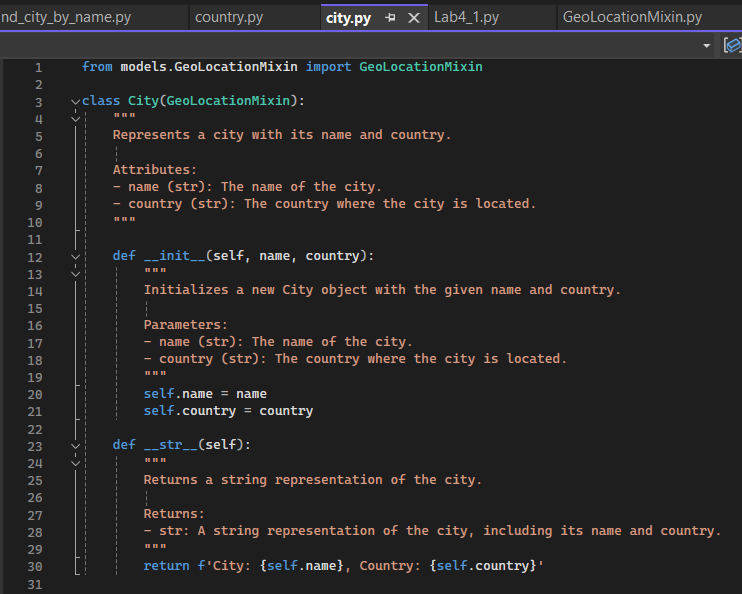 nd_city_by_name.py country.py city.py Lab4_1.py GeoLocationMixin.py
1 from models.GeoLocationMixin import GeoLocationMixin
2
3 class City(GeoLocationMixin):
4 """
5 Represents a city with its name and country.
6
7 Attributes:
8 - name (str): The name of the city.
9 - country (str): The country where the city is located.
10 """
11
12 def __init__(self, name, country):
13 """
14 Initializes a new City object with the given name and country.
15
16 Parameters:
17 - name (str): The name of the city.
18 - country (str): The country where the city is located.
19 """
20 self.name = name
21 self.country = country
22
23 def __str__(self):
24 """
25 Returns a string representation of the city.
26
27 Returns:
28 - str: A string representation of the city, including its name and country.
29 """
30 return f'City: {self.name}, Country: {self.country}'
31